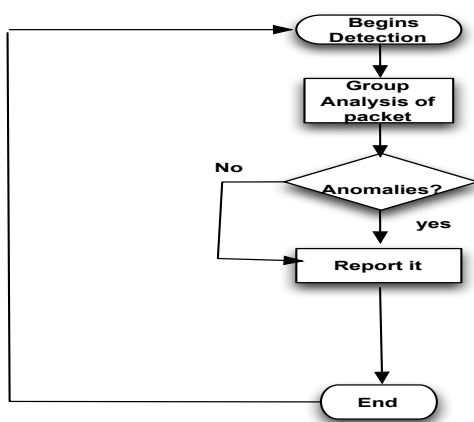 Begins
Detection
Group
Analysis of
packet
No
Anomalies?
yes
Report it
End